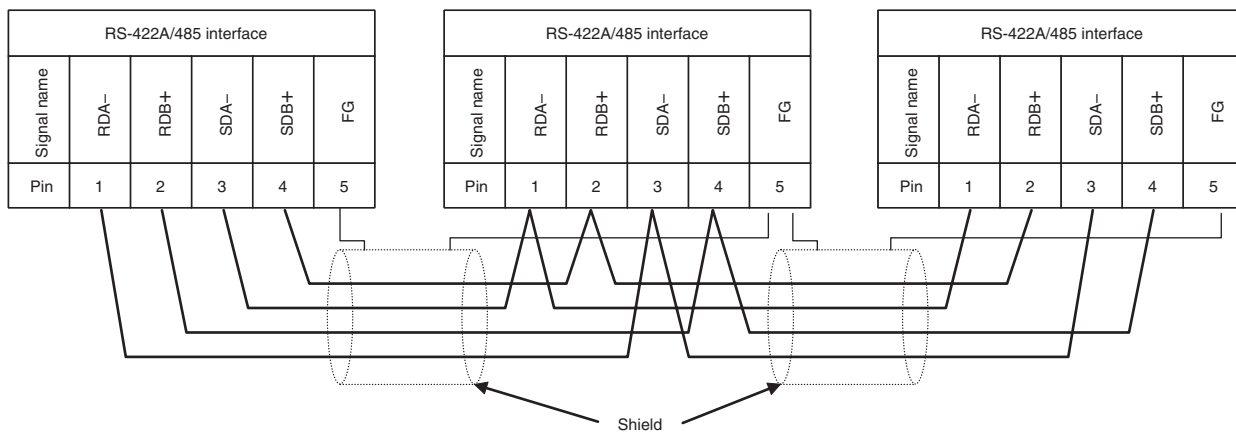 RS-422A/485 interface
Signal name RDA− RDB+ SDA− SDB+ FG
Pin 1 2 3 4 5
RS-422A/485 interface
Signal name RDA− RDB+ SDA− SDB+ FG
Pin 1 2 3 4 5
RS-422A/485 interface
Signal name RDA− RDB+ SDA− SDB+ FG
Pin 1 2 3 4 5
Shield